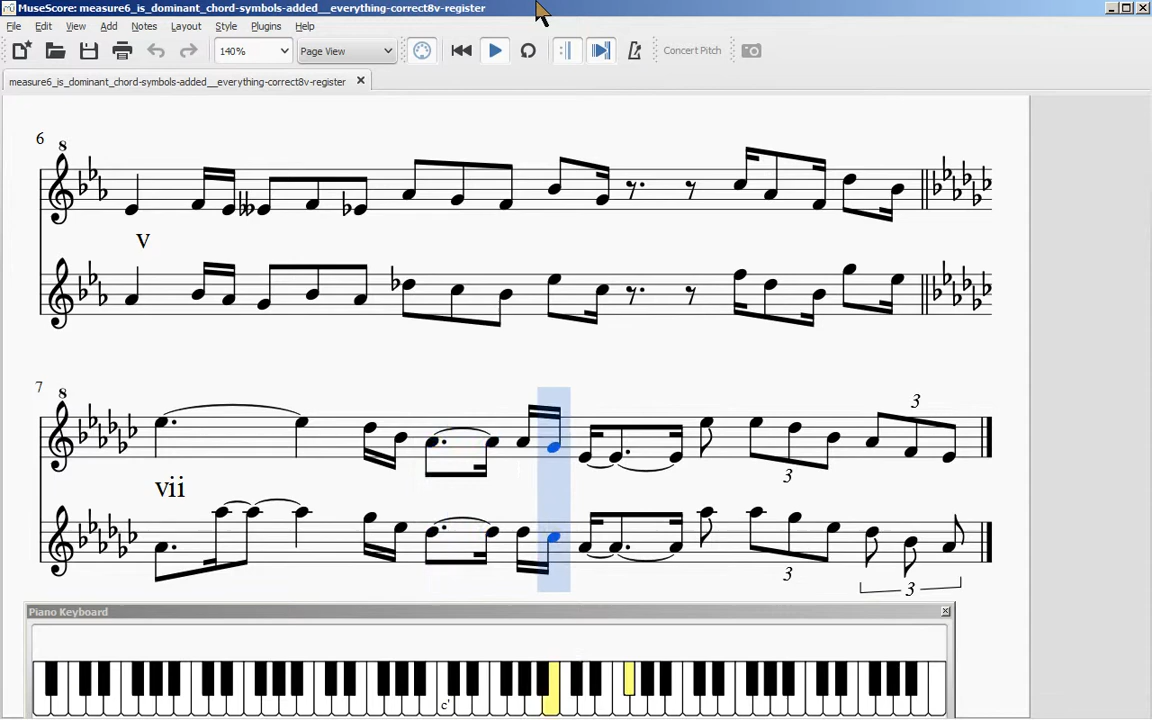 MuseScore: measure6_is_dominant_chord-symbols-added__everything-correct8v-register
File Edit View Add Notes Layout Style Plugins Help
140% Page View Concert Pitch
measure6_is_dominant_chord-symbols-added__everything-correct8v-register
6
8
v
7
8
3
3
vii
3
3
Piano Keyboard
c'